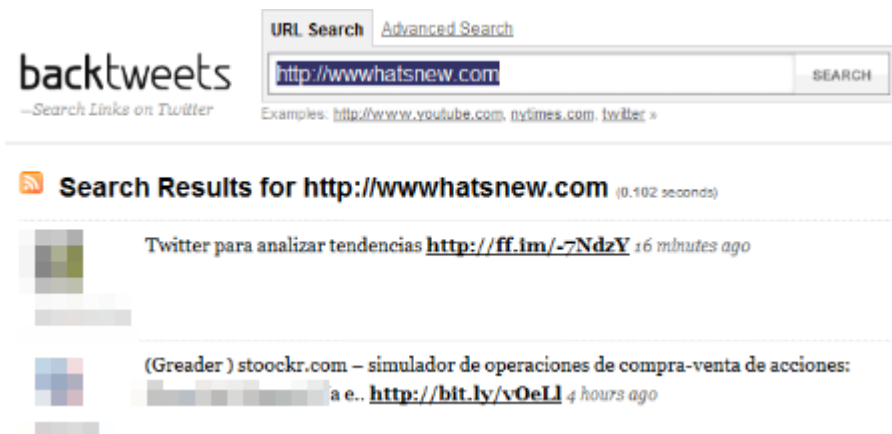 URL Search Advanced Search
backtweets
http://wwwhatsnew.com SEARCH
—Search Links on Twitter
Examples: http://www.youtube.com, nytimes.com, twitter »
Search Results for http://wwwhatsnew.com (0.102 seconds)
Twitter para analizar tendencias http://ff.im/-7NdzY 16 minutes ago
(Greader ) stoockr.com – simulador de operaciones de compra-venta de acciones:
a e.. http://bit.ly/vOeLl 4 hours ago